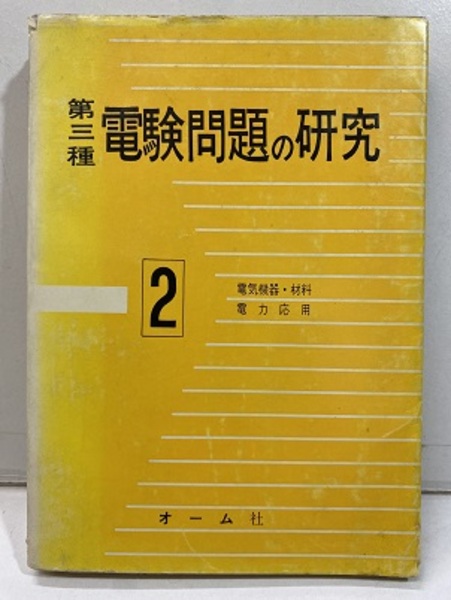 第三種
電験問題の研究
2
電気機器・材料
電力応用
オーム社